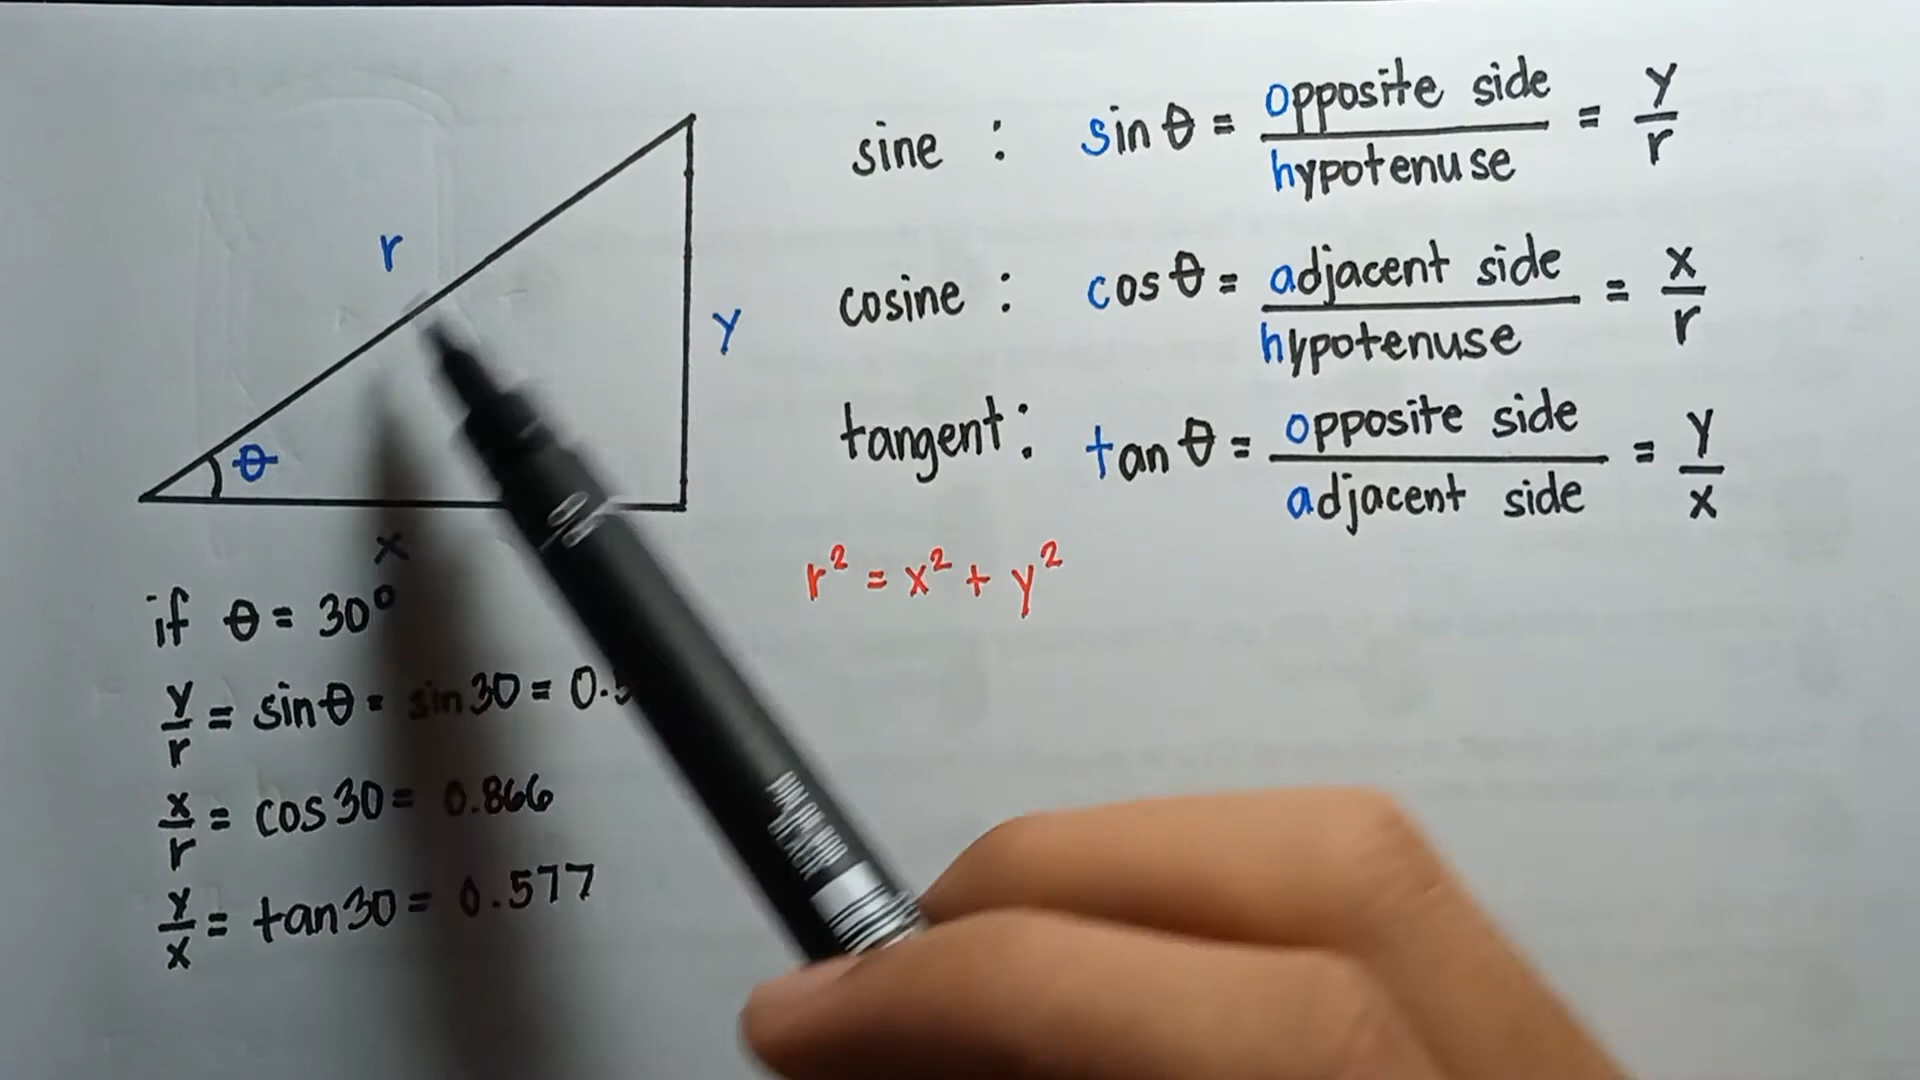 r
y
θ
x
sine : sin θ = opposite side / hypotenuse = y/r
cosine : cos θ = adjacent side / hypotenuse = x/r
tangent : tan θ = opposite side / adjacent side = y/x
r² = x² + y²
if θ = 30°
y/r = sin θ = sin 30 = 0.5
x/r = cos 30 = 0.866
y/x = tan 30 = 0.577